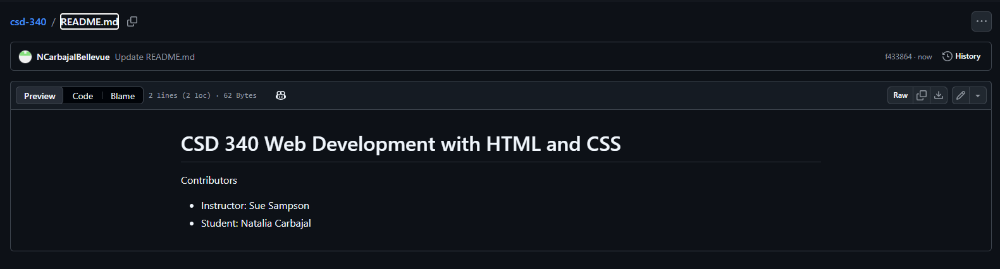 csd-340 / README.md
NCarbajalBellevue Update README.md f433864 · now History
Preview Code Blame 2 lines (2 loc) · 62 Bytes Raw
CSD 340 Web Development with HTML and CSS
Contributors
• Instructor: Sue Sampson
• Student: Natalia Carbajal